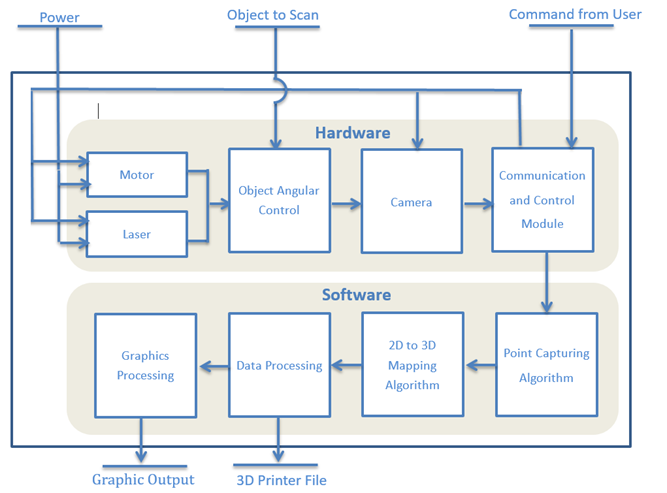 Power
Object to Scan
Command from User
Hardware
Motor
Laser
Object Angular
Control
Camera
Communication
and Control
Module
Software
Graphics
Processing
Data Processing
2D to 3D
Mapping
Algorithm
Point Capturing
Algorithm
Graphic Output
3D Printer File